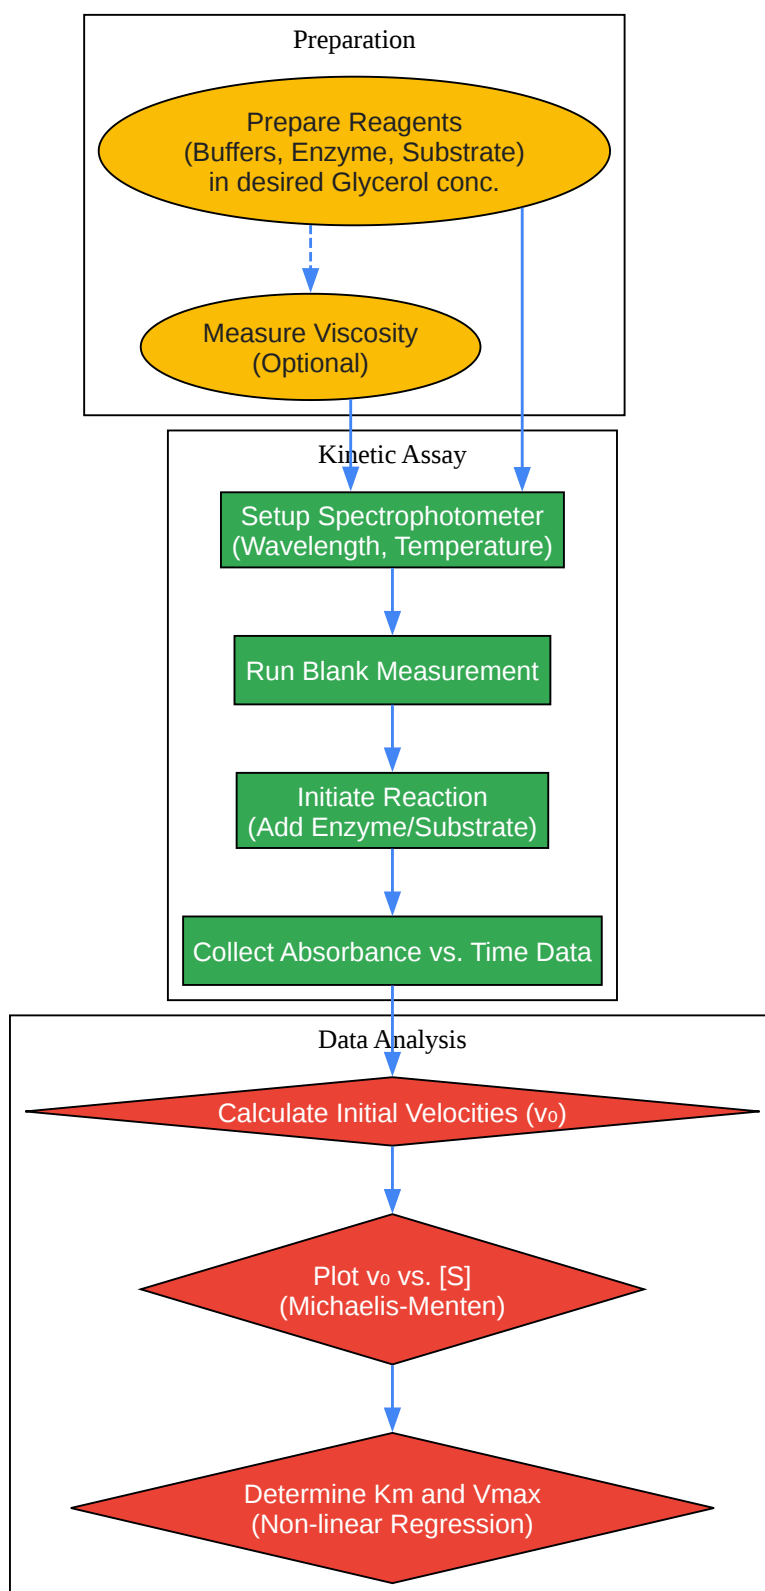 Preparation
Prepare Reagents
(Buffers, Enzyme, Substrate)
in desired Glycerol conc.
Measure Viscosity
(Optional)
Kinetic Assay
Setup Spectrophotometer
(Wavelength, Temperature)
Run Blank Measurement
Initiate Reaction
(Add Enzyme/Substrate)
Collect Absorbance vs. Time Data
Data Analysis
Calculate Initial Velocities (v₀)
Plot v₀ vs. [S]
(Michaelis-Menten)
Determine Km and Vmax
(Non-linear Regression)